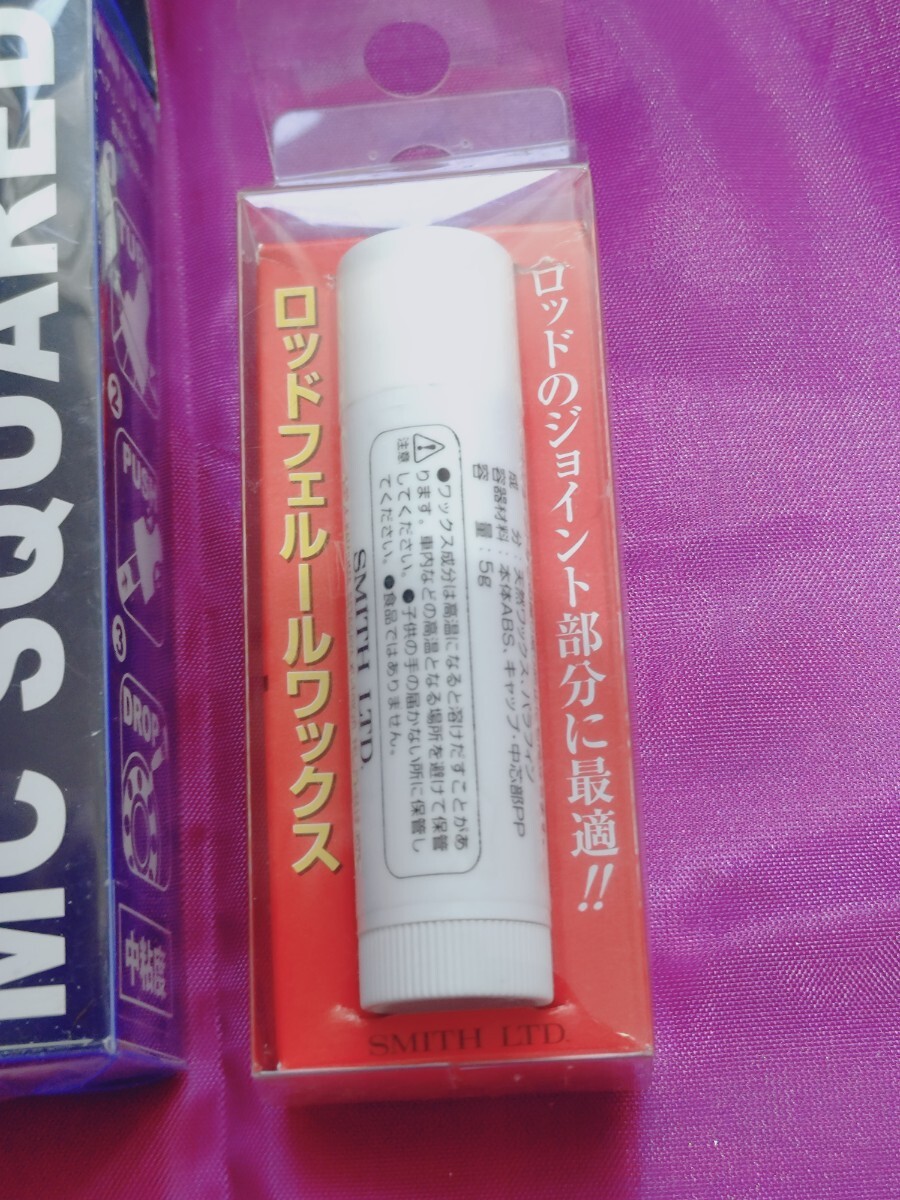 MC SQUARED
TURN
2
PUSH
3
DROP
中粘度
ロッドのジョイント部分に最適!!
ロッドフェルールワックス
成分:天然ワックス、パラフィン
容器材料:本体ABS、キャップ・中芯部PP
容量:5g
注意
●ワックス成分は高温になると溶けだすことがあ
ります。車内などの高温となる場所を避けて保管
してください。●子供の手の届かない所に保管し
てください。●食品ではありません。
SMITH LTD.
SMITH LTD.